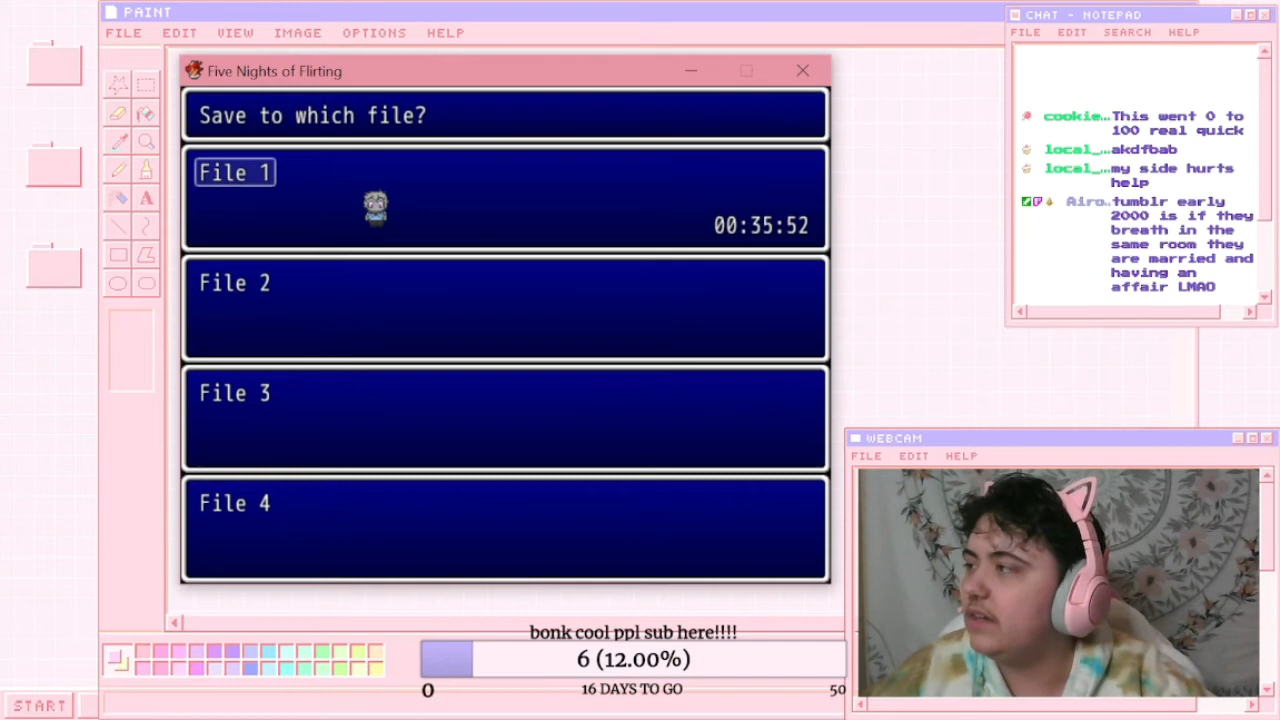 PAINT
FILE EDIT VIEW IMAGE OPTIONS HELP
Five Nights of Flirting
Save to which file?
File 1
00:35:52
File 2
File 3
File 4
CHAT - NOTEPAD
FILE EDIT SEARCH HELP
cookie... This went 0 to
100 real quick
local_... akdfbab
local_... my side hurts
help
Airo... tumblr early
2000 is if they
breath in the
same room they
are married and
having an
affair LMAO
WEBCAM
FILE EDIT HELP
bonk cool ppl sub here!!!!
6 (12.00%)
0 16 DAYS TO GO 50
START